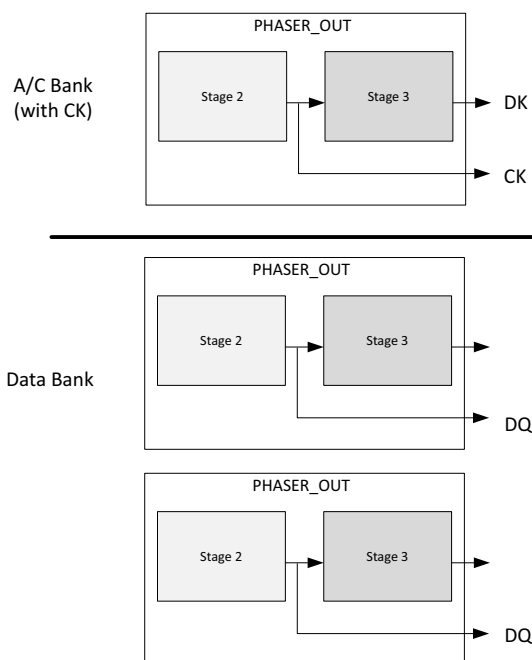 PHASER_OUT
A/C Bank
(with CK)
Stage 2
Stage 3
DK
CK
PHASER_OUT
Stage 2
Stage 3
Data Bank
DQ
PHASER_OUT
Stage 2
Stage 3
DQ